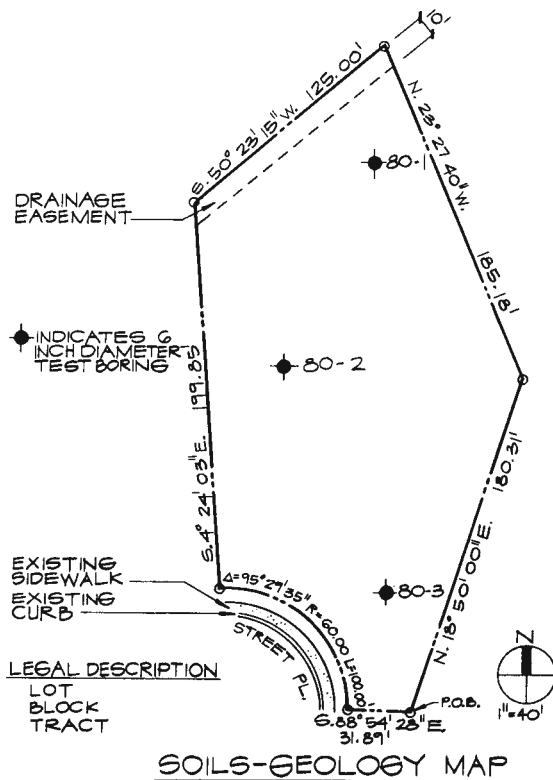 10'
S. 50° 23' 15" W. 125.00'
N. 23° 27' 40" W. 185.18'
80-1
DRAINAGE
EASEMENT
INDICATES 6
INCH DIAMETER
TEST BORING
80-2
S. 4° 24' 03" E. 199.85'
N. 18° 50' 00" E. 180.31'
EXISTING
SIDEWALK
EXISTING
CURB
Δ=95° 29' 35" R=60.00 L=100.00'
80-3
STREET PL.
LEGAL DESCRIPTION
LOT
BLOCK
TRACT
S. 88° 54' 28" E.
31.89'
P.O.B.
N
1"=40'
SOILS-GEOLOGY MAP